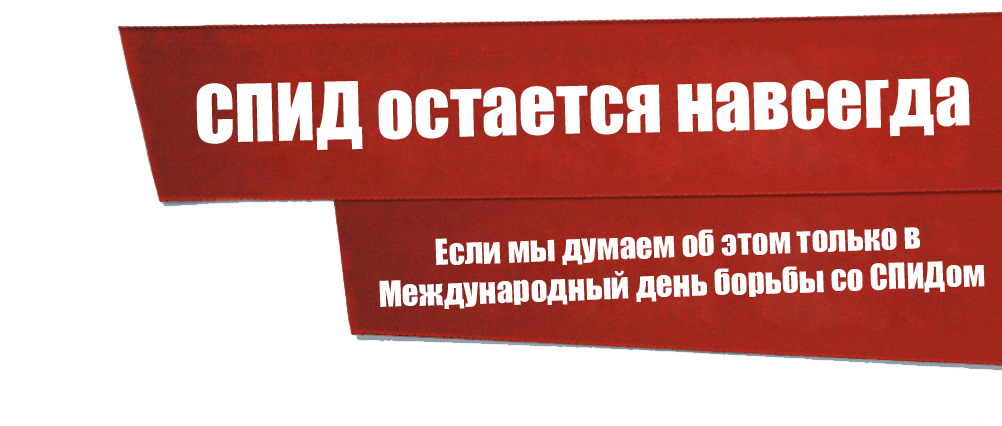 СПИД остается навсегда
Если мы думаем об этом только в
Международный день борьбы со СПИДом